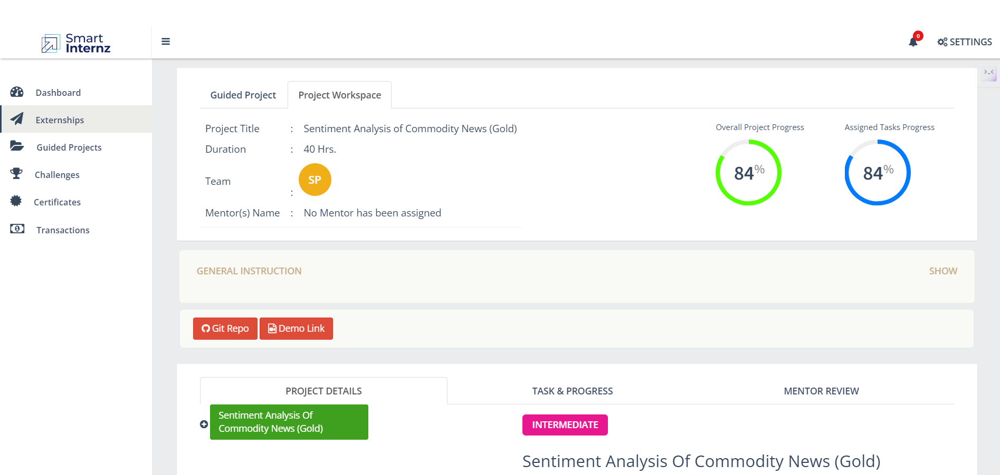 Smart
Internz
0
SETTINGS
Dashboard
Externships
Guided Projects
Challenges
Certificates
Transactions
Guided Project
Project Workspace
Project Title : Sentiment Analysis of Commodity News (Gold)
Duration : 40 Hrs.
Team : SP
Mentor(s) Name : No Mentor has been assigned
Overall Project Progress
84%
Assigned Tasks Progress
84%
GENERAL INSTRUCTION
SHOW
Git Repo
Demo Link
PROJECT DETAILS
TASK & PROGRESS
MENTOR REVIEW
Sentiment Analysis Of
Commodity News (Gold)
INTERMEDIATE
Sentiment Analysis Of Commodity News (Gold)